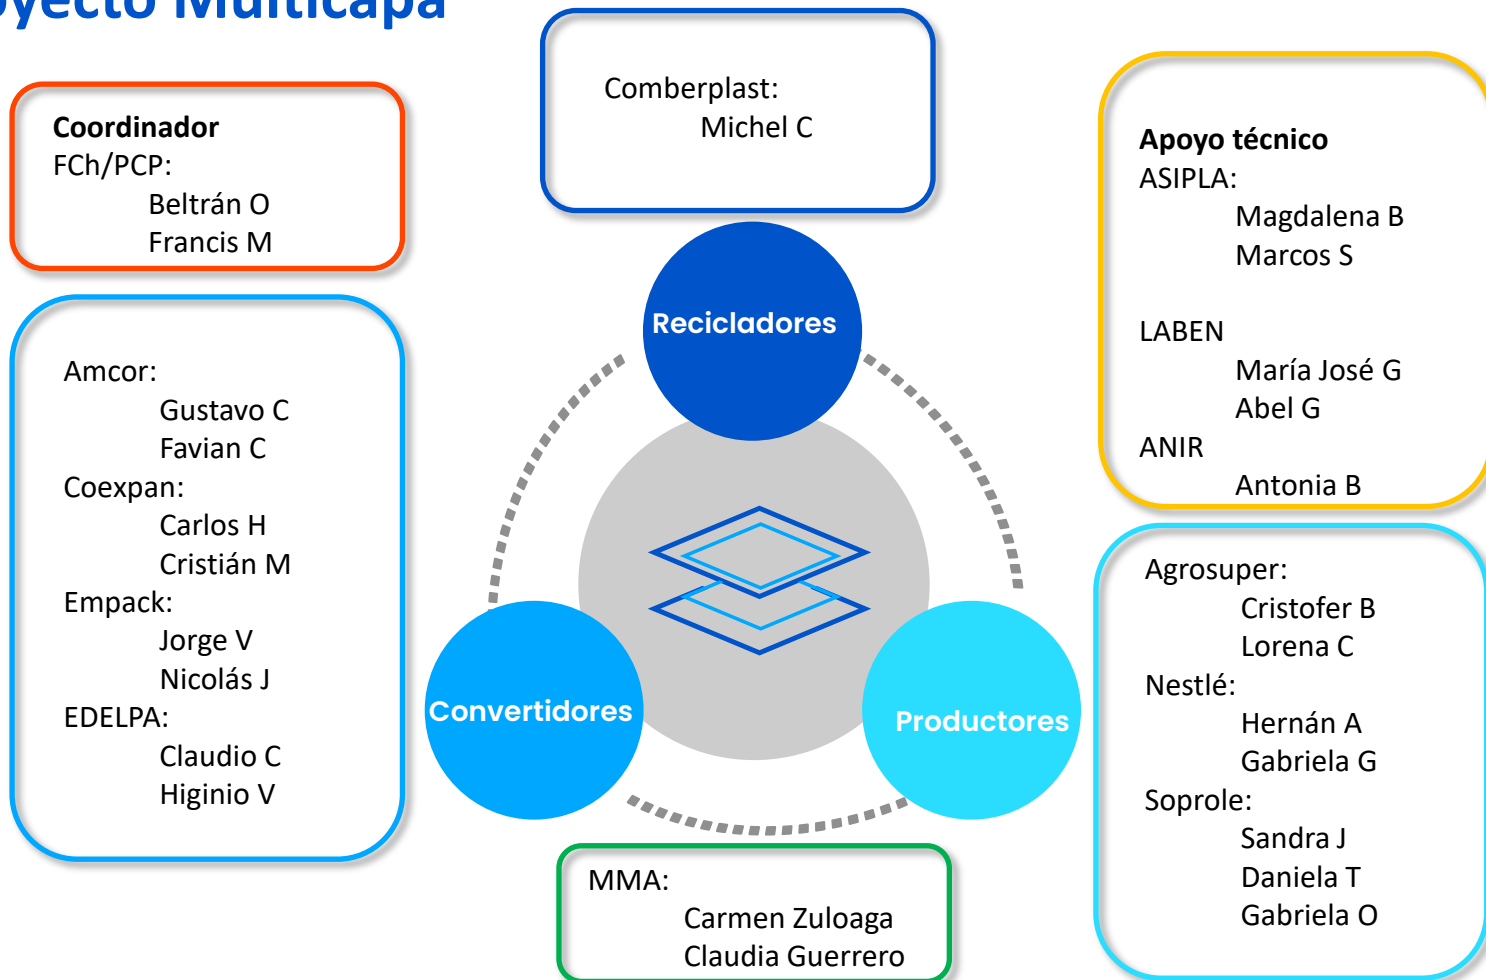 oyecto Multicapa
Coordinador
FCh/PCP:
Beltrán O
Francis M
Comberplast:
Michel C
Apoyo técnico
ASIPLA:
Magdalena B
Marcos S
LABEN
María José G
Abel G
ANIR
Antonia B
Amcor:
Gustavo C
Favian C
Coexpan:
Carlos H
Cristián M
Empack:
Jorge V
Nicolás J
EDELPA:
Claudio C
Higinio V
Recicladores
Convertidores
Productores
Agrosuper:
Cristofer B
Lorena C
Nestlé:
Hernán A
Gabriela G
Soprole:
Sandra J
Daniela T
Gabriela O
MMA:
Carmen Zuloaga
Claudia Guerrero